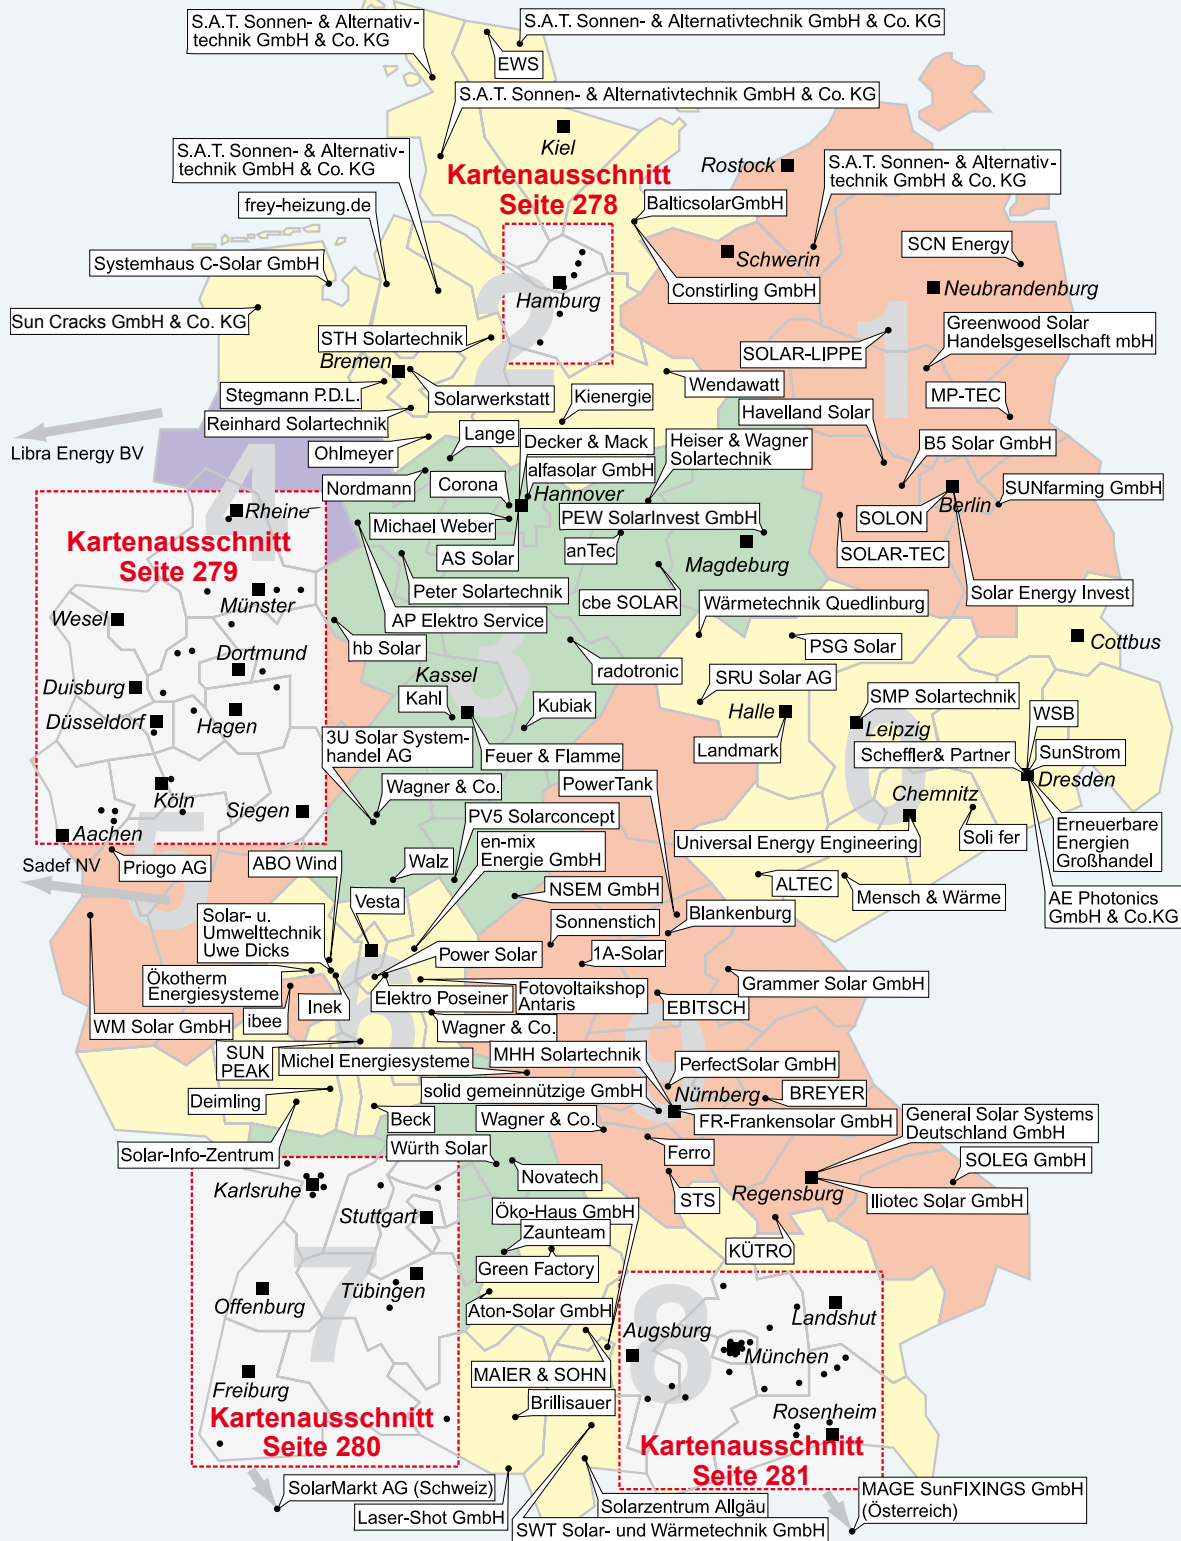 S.A.T. Sonnen- & Alternativ-
technik GmbH & Co. KG
S.A.T. Sonnen- & Alternativtechnik GmbH & Co. KG
EWS
S.A.T. Sonnen- & Alternativtechnik GmbH & Co. KG
Kiel
S.A.T. Sonnen- & Alternativ-
technik GmbH & Co. KG
Rostock
S.A.T. Sonnen- & Alternativ-
technik GmbH & Co. KG
Kartenausschnitt
Seite 278
frey-heizung.de
BalticsolarGmbH
Schwerin
SCN Energy
Systemhaus C-Solar GmbH
Hamburg
Constirling GmbH
Neubrandenburg
Sun Cracks GmbH & Co. KG
2
1
STH Solartechnik
Greenwood Solar
Handelsgesellschaft mbH
SOLAR-LIPPE
Bremen
Stegmann P.D.L.
Solarwerkstatt
Wendawatt
MP-TEC
Kienergie
Reinhard Solartechnik
Havelland Solar
Libra Energy BV
Ohlmeyer
Lange
Decker & Mack
Heiser & Wagner
Solartechnik
B5 Solar GmbH
4
alfasolar GmbH
Nordmann
Corona
Hannover
SUNfarming GmbH
Rheine
Michael Weber
PEW SolarInvest GmbH
SOLON
Berlin
Kartenausschnitt
Seite 279
AS Solar
anTec
Magdeburg
SOLAR-TEC
Peter Solartechnik
cbe SOLAR
Wärmetechnik Quedlinburg
Solar Energy Invest
Münster
Wesel
AP Elektro Service
hb Solar
3
PSG Solar
Cottbus
Dortmund
radotronic
Kassel
SRU Solar AG
Duisburg
Düsseldorf
Hagen
Kahl
Kubiak
Halle
SMP Solartechnik
Leipzig
0
WSB
3U Solar System-
handel AG
Feuer & Flamme
Landmark
Scheffler& Partner
SunStrom
Dresden
PowerTank
Köln
Siegen
Wagner & Co.
Chemnitz
PV5 Solarconcept
Aachen
5
Universal Energy Engineering
Soli fer
Erneuerbare
Energien
Großhandel
en-mix
Energie GmbH
Sadef NV
Priogo AG
ABO Wind
Walz
NSEM GmbH
ALTEC
Mensch & Wärme
AE Photonics
GmbH & Co.KG
Vesta
Blankenburg
Solar- u.
Umwelttechnik
Uwe Dicks
Sonnenstich
Power Solar
1A-Solar
Ökotherm
Energiesysteme
6
Grammer Solar GmbH
Elektro Poseiner
Fotovoltaikshop
Antaris
EBITSCH
Inek
ibee
WM Solar GmbH
Wagner & Co.
9
SUN
PEAK
Michel Energiesysteme
MHH Solartechnik
PerfectSolar GmbH
Deimling
solid gemeinnützige GmbH
Nürnberg
BREYER
Beck
Wagner & Co.
FR-Frankensolar GmbH
General Solar Systems
Deutschland GmbH
Solar-Info-Zentrum
Würth Solar
Ferro
SOLEG GmbH
Karlsruhe
Novatech
STS
Regensburg
Iliotec Solar GmbH
Stuttgart
Öko-Haus GmbH
Zaunteam
KÜTRO
7
Green Factory
Tübingen
Offenburg
Aton-Solar GmbH
8
Landshut
Augsburg
München
MAIER & SOHN
Freiburg
Brillisauer
Rosenheim
Kartenausschnitt
Seite 280
Kartenausschnitt
Seite 281
SolarMarkt AG (Schweiz)
MAGE SunFIXINGS GmbH
(Österreich)
Laser-Shot GmbH
Solarzentrum Allgäu
SWT Solar- und Wärmetechnik GmbH